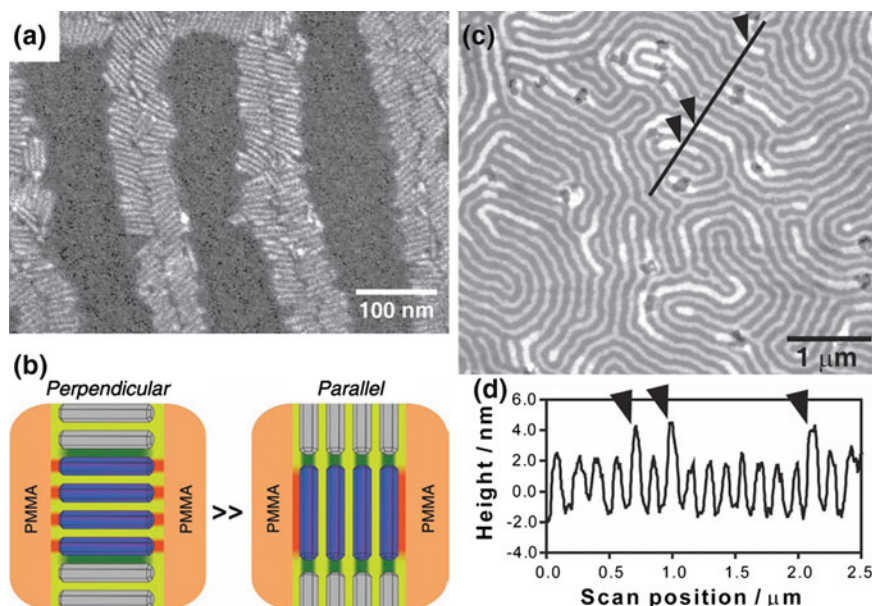 (a)
100 nm
(b)
Perpendicular
Parallel
PMMA
PMMA
>>
PMMA
PMMA
(c)
1 μm
(d)
Height / nm
6.0
4.0
2.0
0.0
-2.0
-4.0
0.0 0.5 1.0 1.5 2.0 2.5
Scan position / μm